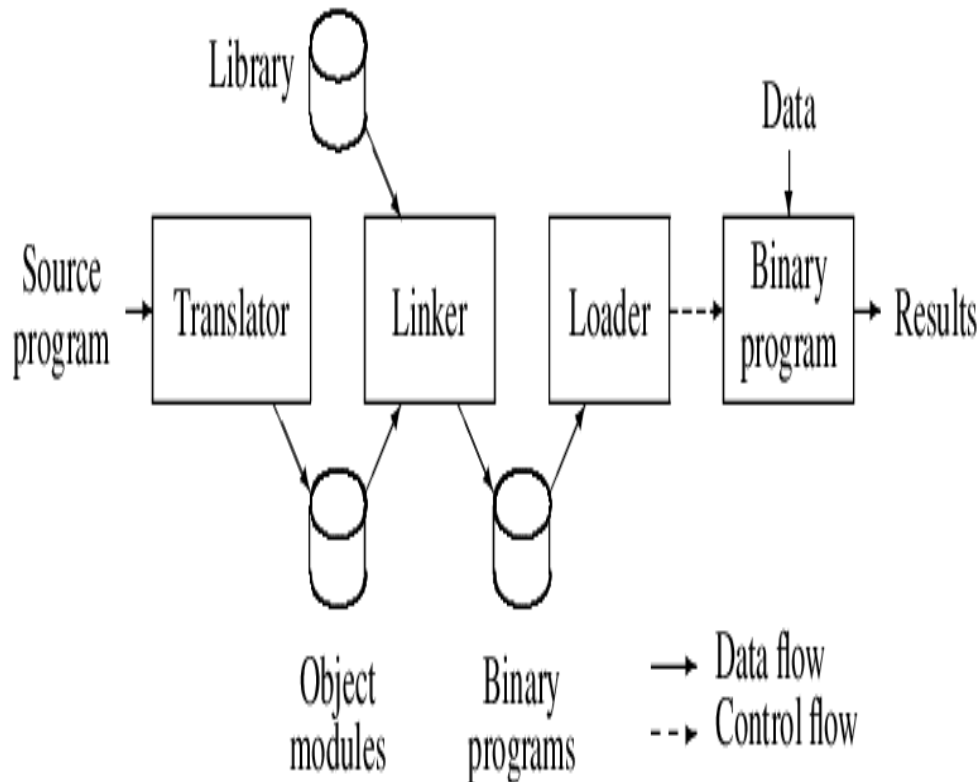 Library
Data
Source
program
Translator
Linker
Loader
Binary
program
Results
Object
modules
Binary
programs
Data flow
Control flow